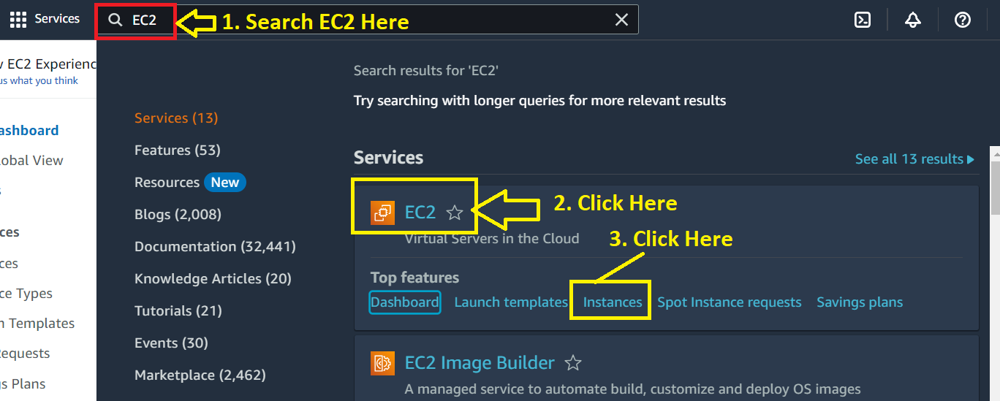 Services
EC2
1. Search EC2 Here
w EC2 Experienc
us what you think
Dashboard
lobal View
s
ces
ces
ce Types
h Templates
Requests
gs Plans
Services (13)
Features (53)
Resources New
Blogs (2,008)
Documentation (32,441)
Knowledge Articles (20)
Tutorials (21)
Events (30)
Marketplace (2,462)
Search results for 'EC2'
Try searching with longer queries for more relevant results
Services
See all 13 results
EC2
2. Click Here
Virtual Servers in the Cloud
3. Click Here
Top features
Dashboard Launch templates Instances Spot Instance requests Savings plans
EC2 Image Builder
A managed service to automate build, customize and deploy OS images